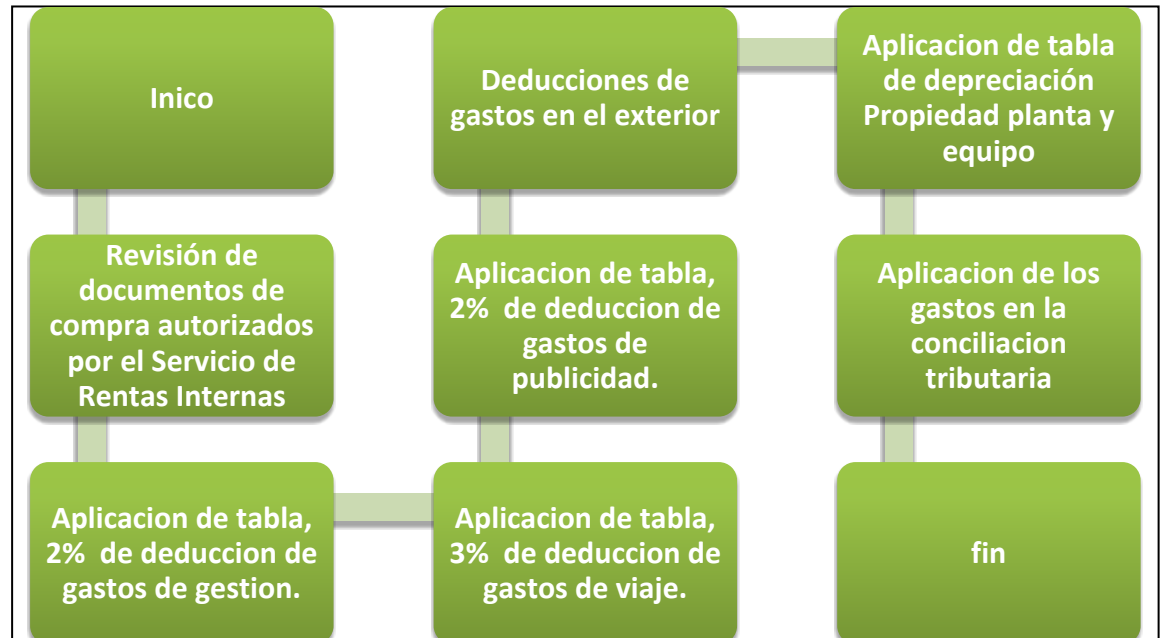 Inico
Revisión de
documentos de
compra autorizados
por el Servicio de
Rentas Internas
Aplicacion de tabla,
2% de deduccion de
gastos de gestion.
Aplicacion de tabla,
3% de deduccion de
gastos de viaje.
Aplicacion de tabla,
2% de deduccion de
gastos de
publicidad.
Deducciones de
gastos en el exterior
Aplicacion de tabla
de depreciación
Propiedad planta y
equipo
Aplicacion de los
gastos en la
conciliacion
tributaria
fin